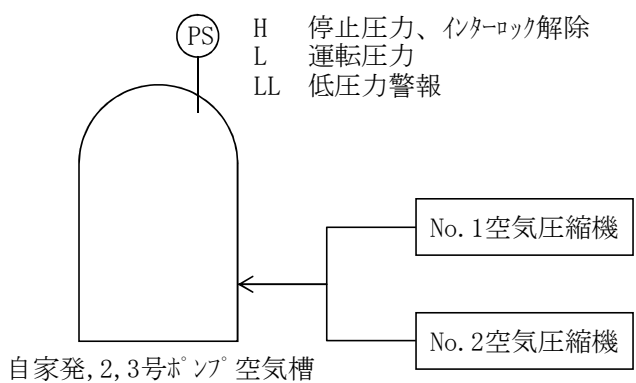 PS
H 停止圧力、インターロック解除
L 運転圧力
LL 低圧力警報
No.1空気圧縮機
No.2空気圧縮機
自家発,2,3号ポンプ空気槽